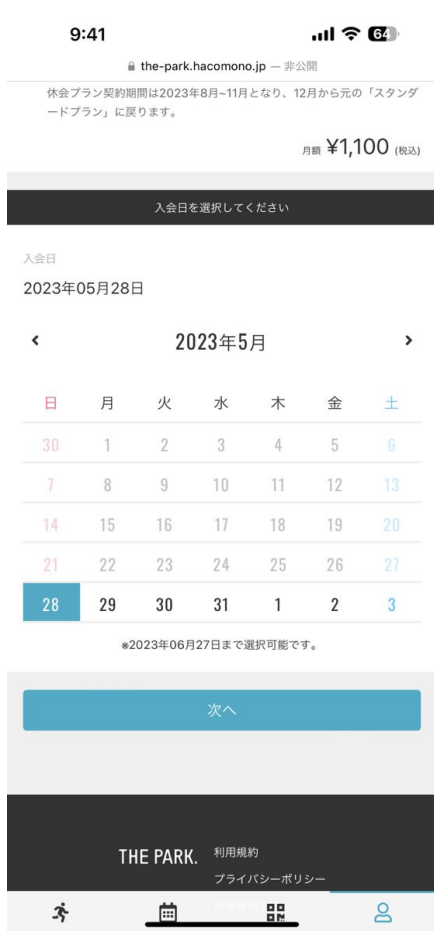 9:41
64
the-park.hacomono.jp — 非公開
休会プラン契約期間は2023年8月~11月となり、12月から元の「スタンダ
ードプラン」に戻ります。
月額 ¥1,100 (税込)
入会日を選択してください
入会日
2023年05月28日
2023年5月
日 月 火 水 木 金 土
30 1 2 3 4 5 6
7 8 9 10 11 12 13
14 15 16 17 18 19 20
21 22 23 24 25 26 27
28 29 30 31 1 2 3
※2023年06月27日まで選択可能です。
次へ
THE PARK.
利用規約
プライバシーポリシー